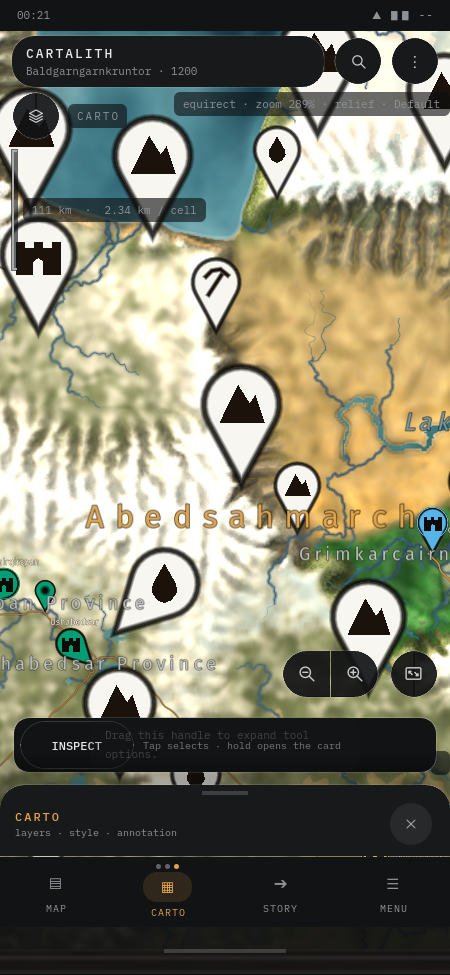 00:21
--
CARTALITH
Baldgarngarnkruntor · 1200
equirect · zoom 289% · relief · Default
CARTO
111 km · 2.34 km / cell
Lak
Abedsahmarch
Grimkarcairn
Province
habedsar Province
Drag this handle to expand tool
options.
INSPECT
Tap selects · hold opens the card
CARTO
layers · style · annotation
MAP
CARTO
STORY
MENU